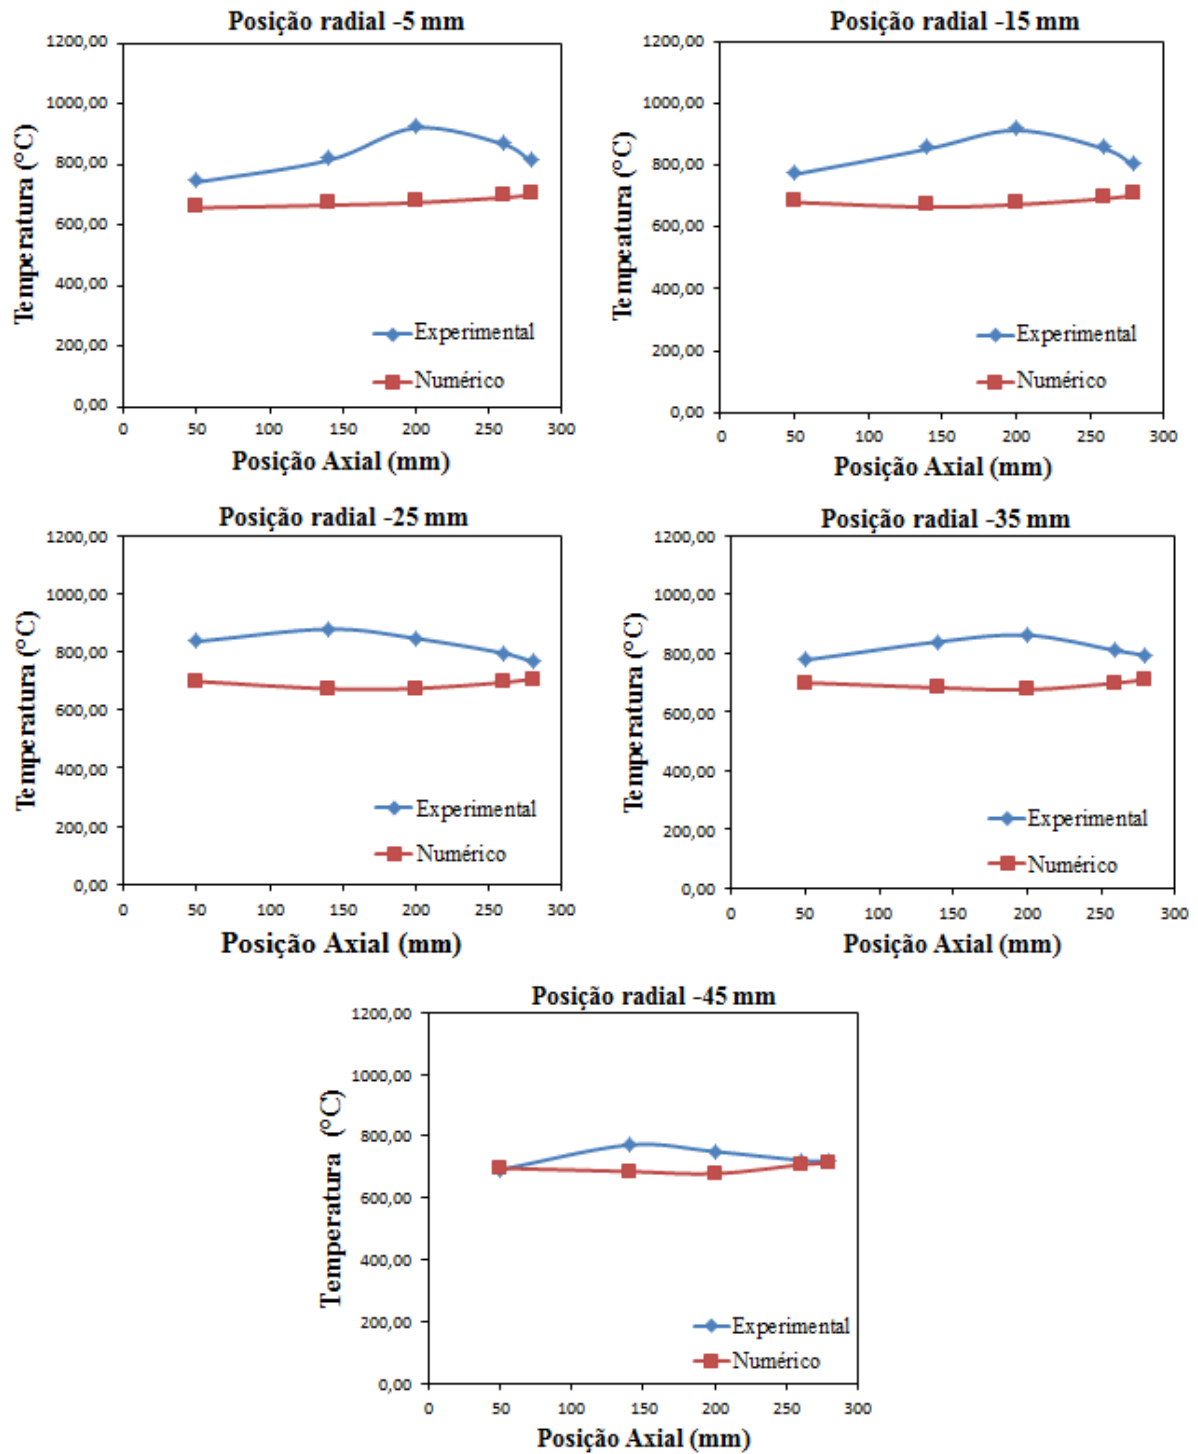 Posição radial -5 mm
1200,00
1000,00
800,00
600,00
400,00
200,00
0,00
0 50 100 150 200 250 300
Temperatura (°C)
Posição Axial (mm)
Experimental
Numérico
Posição radial -15 mm
1200,00
1000,00
800,00
600,00
400,00
200,00
0,00
0 50 100 150 200 250 300
Tempeatura (°C)
Posição Axial (mm)
Experimental
Numérico
Posição radial -25 mm
1200,00
1000,00
800,00
600,00
400,00
200,00
0,00
0 50 100 150 200 250 300
Temperatura (°C)
Posição Axial (mm)
Experimental
Numérico
Posição radial -35 mm
1200,00
1000,00
800,00
600,00
400,00
200,00
0,00
0 50 100 150 200 250 300
Temperatura (°C)
Posição Axial (mm)
Experimental
Numérico
Posição radial -45 mm
1200,00
1000,00
800,00
600,00
400,00
200,00
0,00
0 50 100 150 200 250 300
Temperatura (°C)
Posição Axial (mm)
Experimental
Numérico